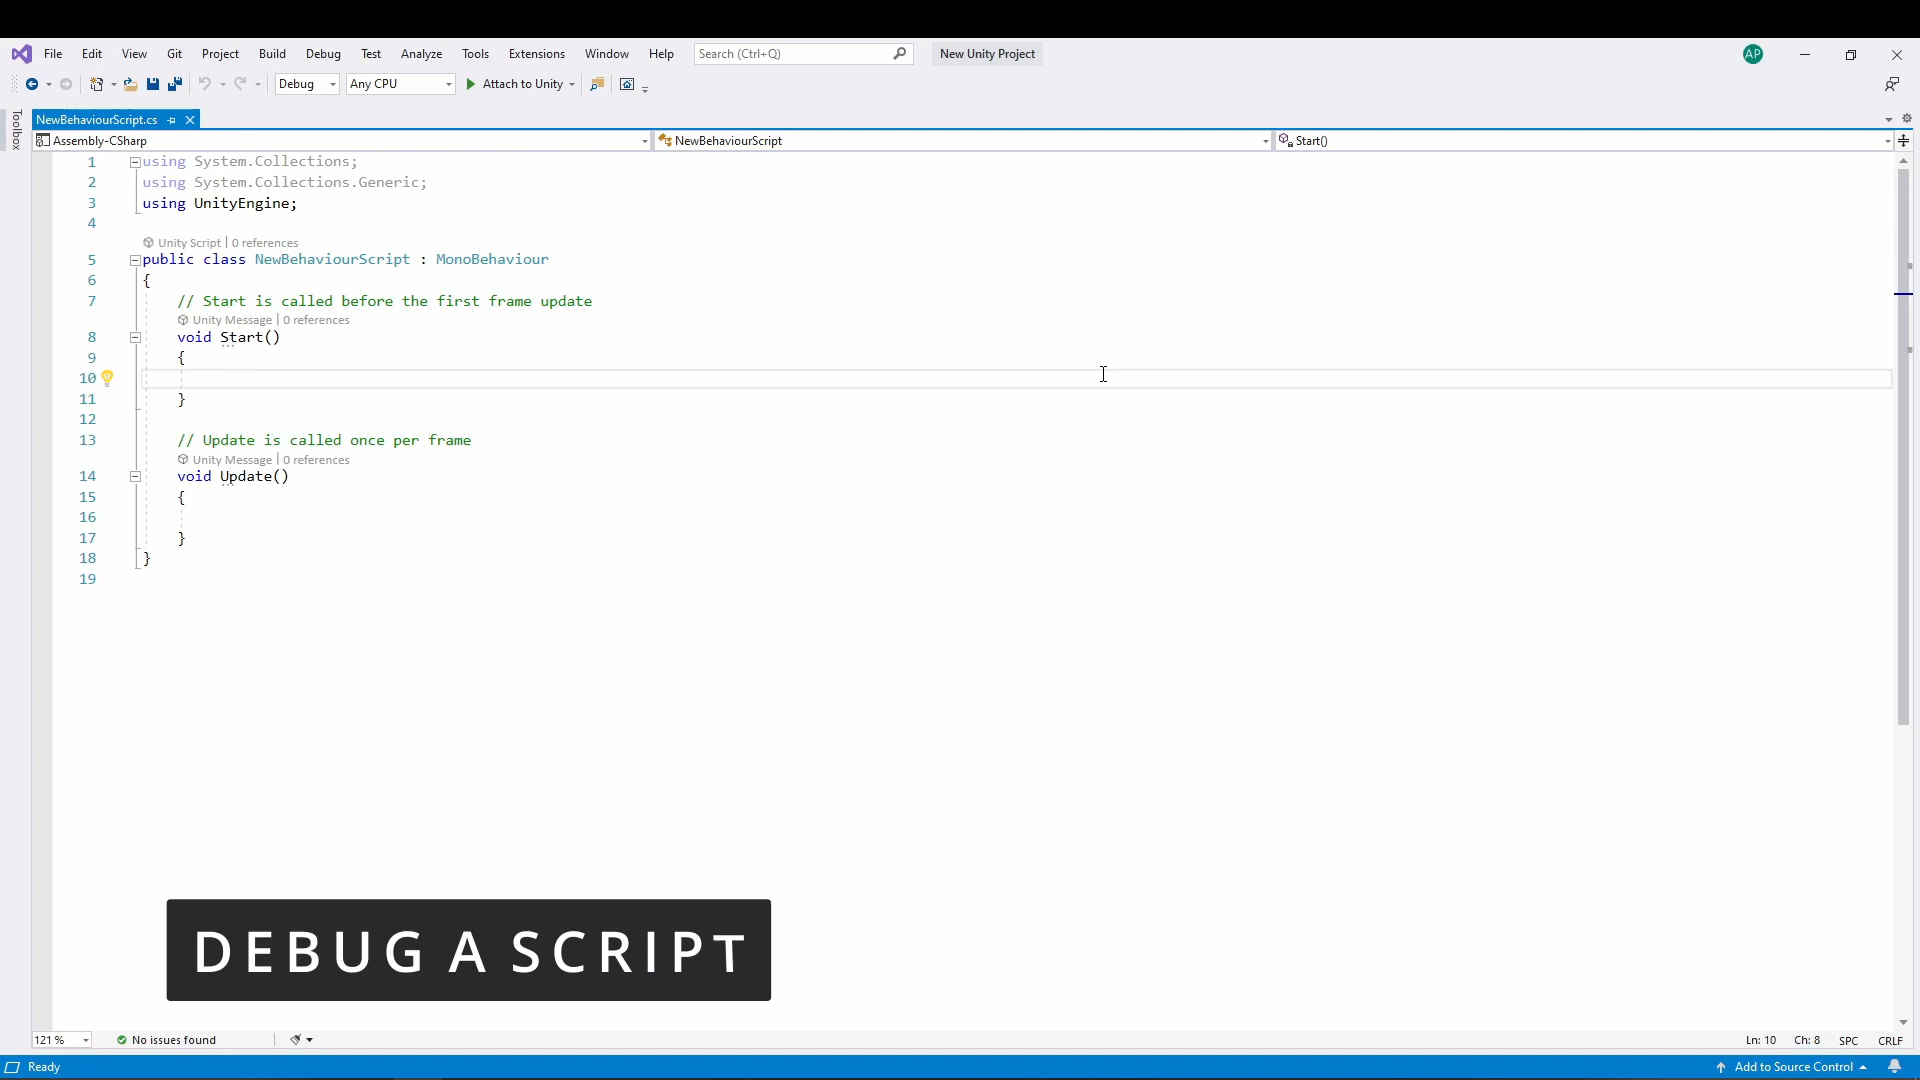 File Edit View Git Project Build Debug Test Analyze Tools Extensions Window Help Search (Ctrl+Q) New Unity Project AP
Debug Any CPU Attach to Unity
Toolbox
NewBehaviourScript.cs
Assembly-CSharp NewBehaviourScript Start()
1 using System.Collections;
2 using System.Collections.Generic;
3 using UnityEngine;
4
Unity Script | 0 references
5 public class NewBehaviourScript : MonoBehaviour
6 {
7 // Start is called before the first frame update
Unity Message | 0 references
8 void Start()
9 {
10
11 }
12
13 // Update is called once per frame
Unity Message | 0 references
14 void Update()
15 {
16
17 }
18 }
19
DEBUG A SCRIPT
121 % No issues found Ln: 10 Ch: 8 SPC CRLF
Ready Add to Source Control